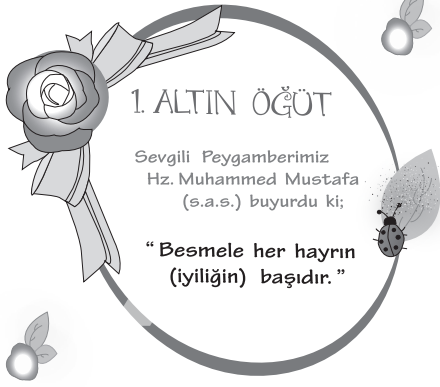 1. ALTIN ÖĞÜT
Sevgili Peygamberimiz
Hz. Muhammed Mustafa
(s.a.s.) buyurdu ki;
“Besmele her hayrın
(iyiliğin) başıdır.”